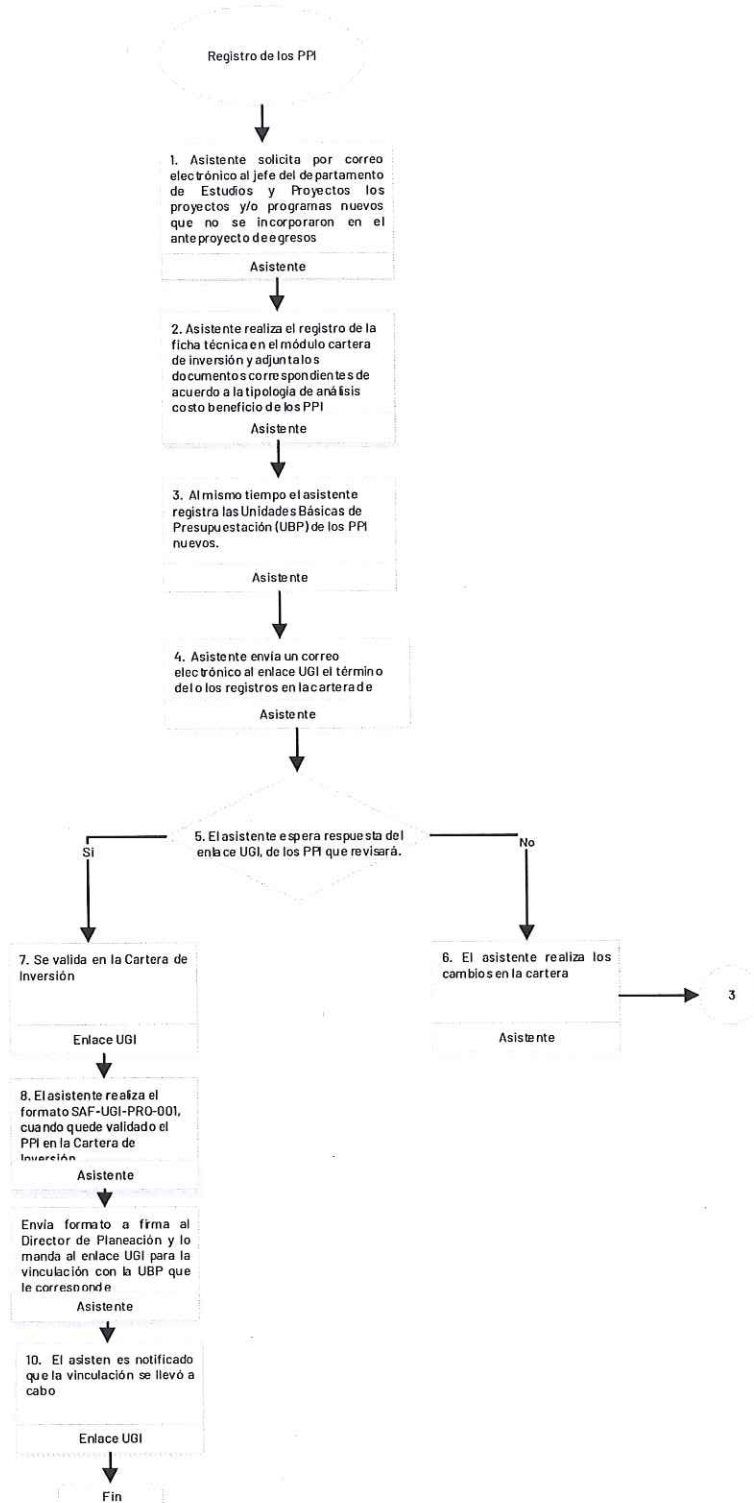 Registro de los PPI
1. Asistente solicita por correo
electrónico al jefe del departamento
de Estudios y Proyectos los
proyectos y/o programas nuevos
que no se incorporaron en el
anteproyecto de egresos
Asistente
2. Asistente realiza el registro de la
ficha técnica en el módulo cartera
de inversión y adjunta los
documentos correspondientes de
acuerdo a la tipología de análisis
costo beneficio de los PPI
Asistente
3. Al mismo tiempo el asistente
registra las Unidades Básicas de
Presupuestación (UBP) de los PPI
nuevos.
Asistente
4. Asistente envía un correo
electrónico al enlace UGI el término
del o los registros en la cartera de
Asistente
5. El asistente espera respuesta del
enlace UGI, de los PPI que revisará.
Si
No
7. Se valida en la Cartera de
Inversión
Enlace UGI
6. El asistente realiza los
cambios en la cartera
Asistente
3
8. El asistente realiza el
formato SAF-UGI-PRO-001,
cuando quede validado el
PPI en la Cartera de
Inversión
Asistente
Envía formato a firma al
Director de Planeación y lo
manda al enlace UGI para la
vinculación con la UBP que
le corresponde
Asistente
10. El asisten es notificado
que la vinculación se llevó a
cabo
Enlace UGI
Fin